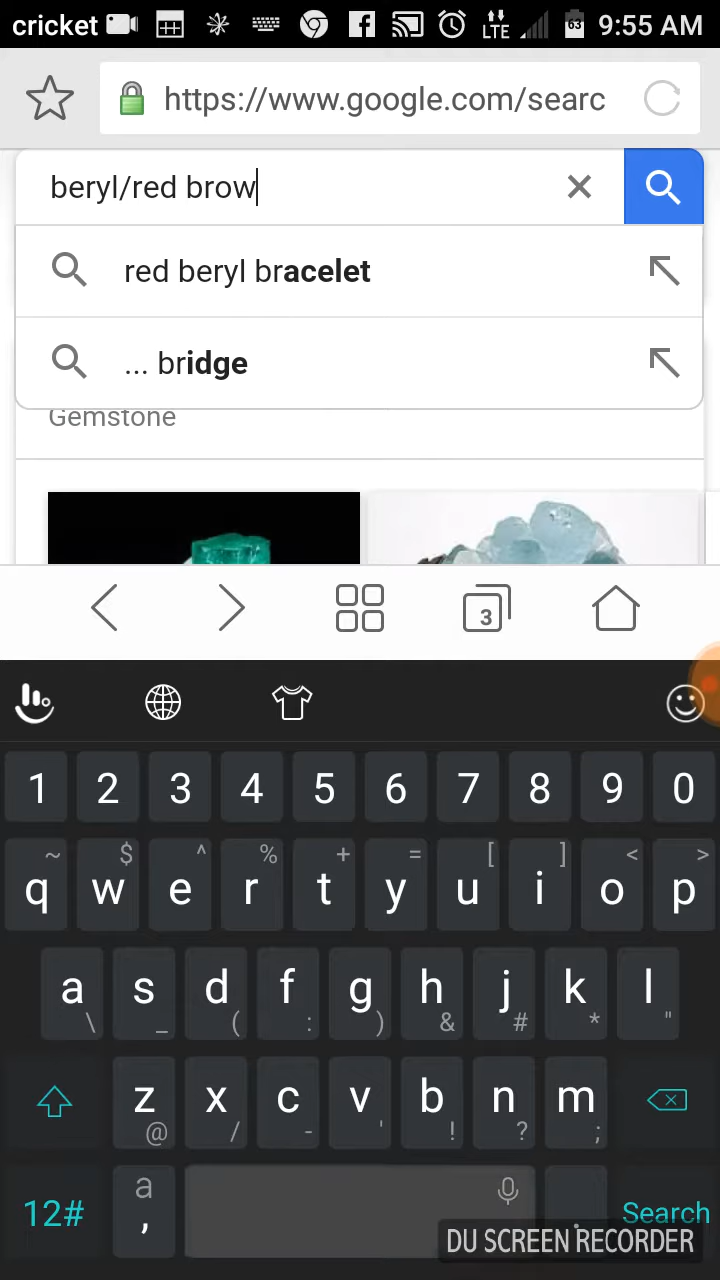 cricket 63 LTE 9:55 AM
https://www.google.com/searc
beryl/red brow
red beryl bracelet
... bridge
Gemstone
3
1 2 3 4 5 6 7 8 9 0
~ $ ^ % + = [ ] < >
q w e r t y u i o p
a s d f g h j k l
\ _ ( : ) & # * "
z x c v b n m
@ / - ' ! ? ;
12# a , . Search
DU SCREEN RECORDER